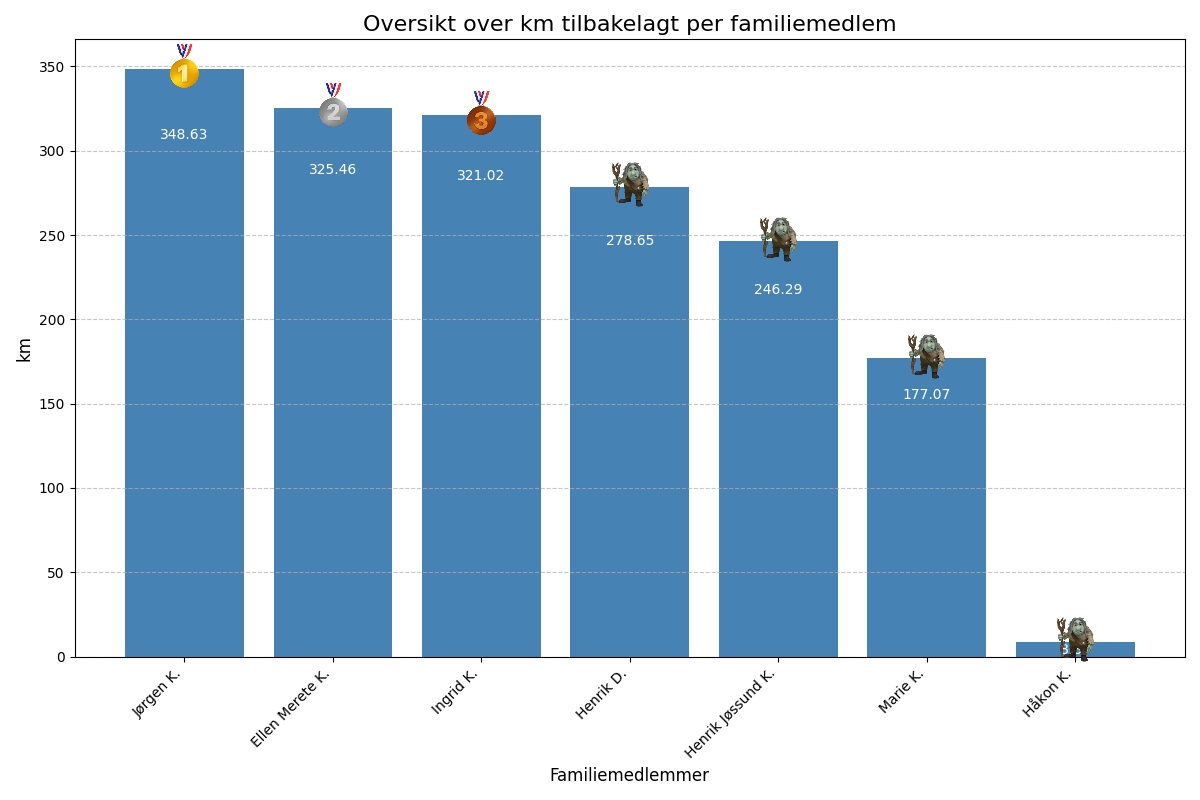 Oversikt over km tilbakelagt per familiemedlem
km
350
300
250
200
150
100
50
0
1
2
3
348.63
325.46
321.02
278.65
246.29
177.07
Jørgen K.
Ellen Merete K.
Ingrid K.
Henrik D.
Henrik Jøssund K.
Marie K.
Håkon K.
Familiemedlemmer